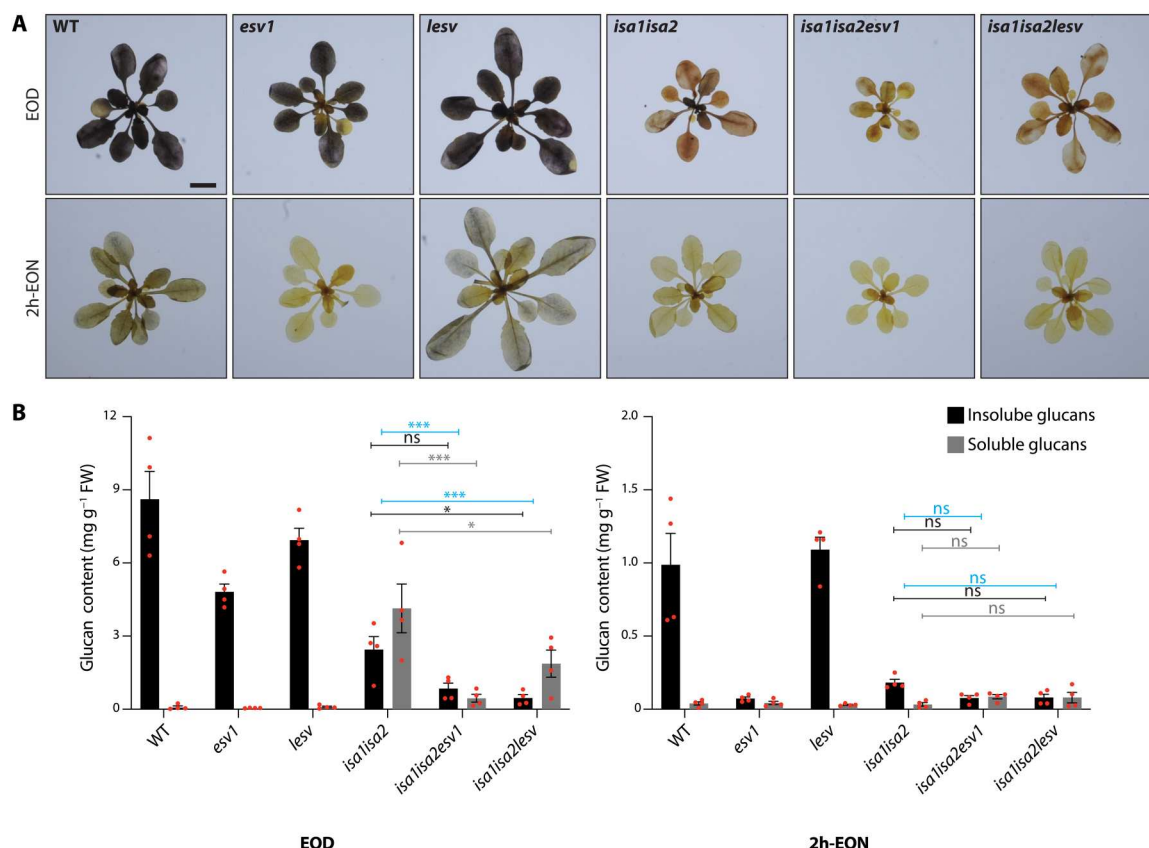 A
WT
esv1
lesv
isa1isa2
isa1isa2esv1
isa1isa2lesv
EOD
2h-EON
B
Glucan content (mg g⁻¹ FW)
12
9
6
3
0
***
ns
***
***
*
*
WT
esv1
lesv
isa1isa2
isa1isa2esv1
isa1isa2lesv
EOD
Glucan content (mg g⁻¹ FW)
2.0
1.5
1.0
0.5
0
Insolube glucans
Soluble glucans
ns
ns
ns
ns
ns
ns
WT
esv1
lesv
isa1isa2
isa1isa2esv1
isa1isa2lesv
2h-EON